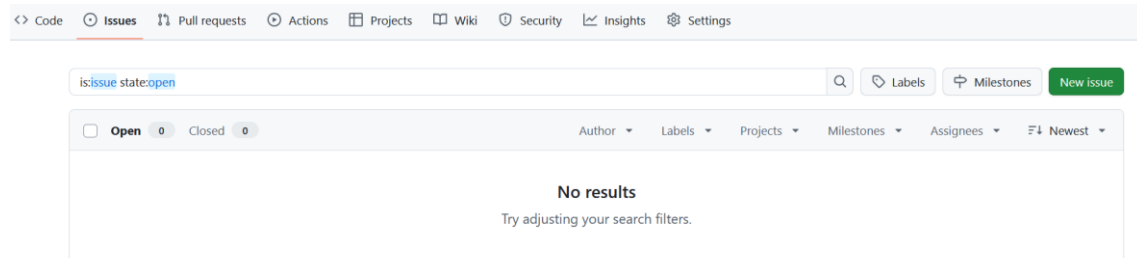 <> Code Issues Pull requests Actions Projects Wiki Security Insights Settings
is:issue state:open Labels Milestones New issue
Open 0 Closed 0 Author Labels Projects Milestones Assignees Newest
No results
Try adjusting your search filters.